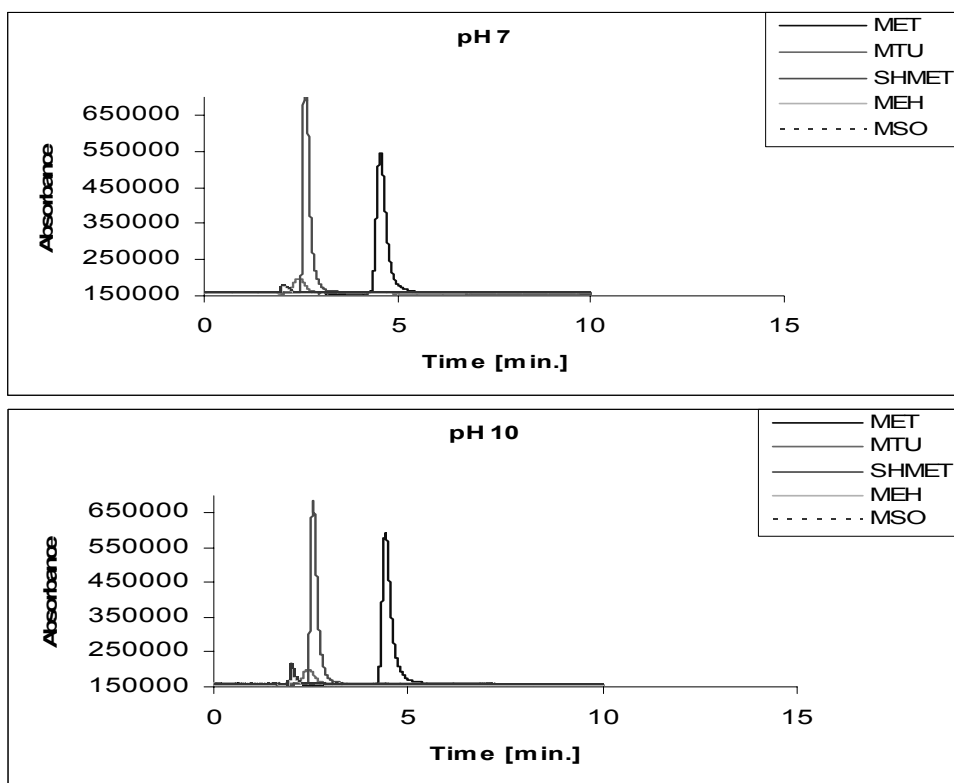 pH 7
MET
MTU
SHMET
MEH
MSO
Absorbance
650000
550000
450000
350000
250000
150000
0 5 10 15
Time [min.]
pH 10
MET
MTU
SHMET
MEH
MSO
Absorbance
650000
550000
450000
350000
250000
150000
0 5 10 15
Time [min.]